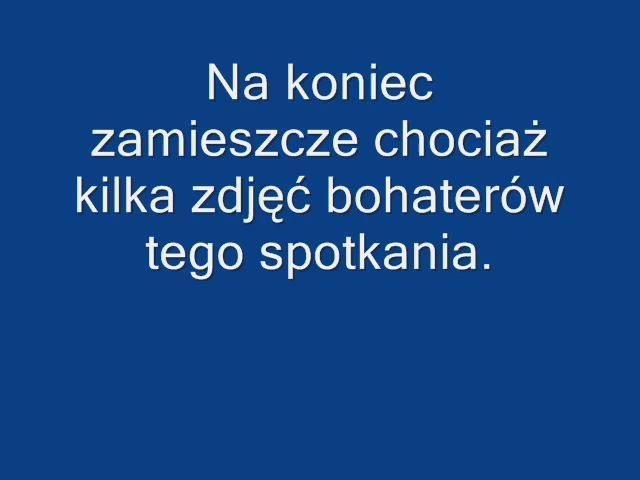 Na koniec
zamieszcze chociaż
kilka zdjęć bohaterów
tego spotkania.